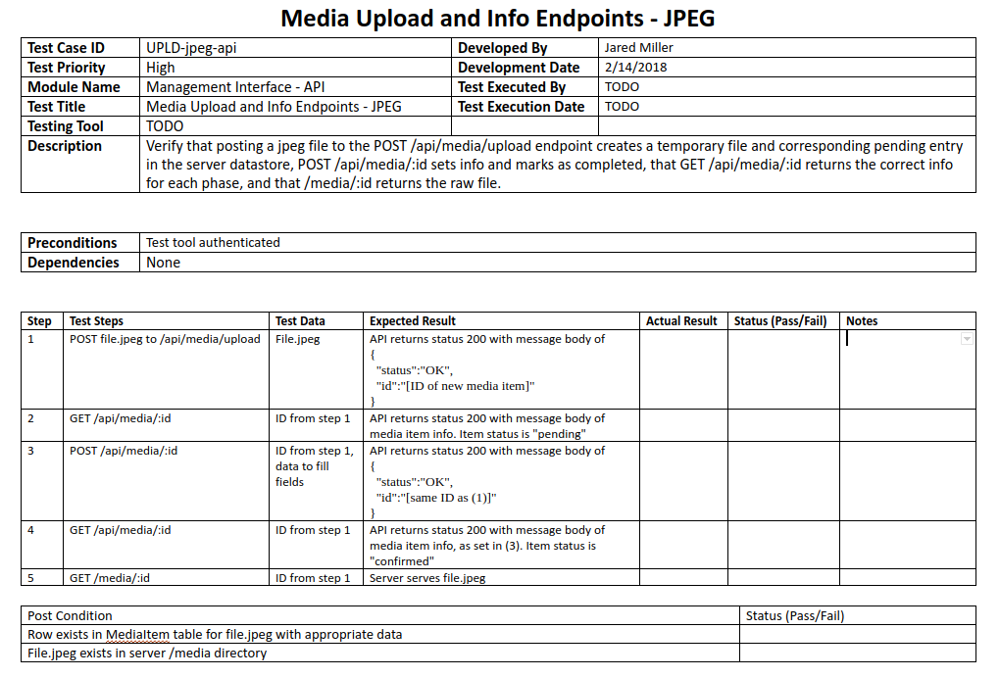 Media Upload and Info Endpoints - JPEG
Test Case ID UPLD-jpeg-api Developed By Jared Miller
Test Priority High Development Date 2/14/2018
Module Name Management Interface - API Test Executed By TODO
Test Title Media Upload and Info Endpoints - JPEG Test Execution Date TODO
Testing Tool TODO
Description Verify that posting a jpeg file to the POST /api/media/upload endpoint creates a temporary file and corresponding pending entry
in the server datastore, POST /api/media/:id sets info and marks as completed, that GET /api/media/:id returns the correct info
for each phase, and that /media/:id returns the raw file.
Preconditions Test tool authenticated
Dependencies None
Step Test Steps Test Data Expected Result Actual Result Status (Pass/Fail) Notes
1 POST file.jpeg to /api/media/upload File.jpeg API returns status 200 with message body of
{
"status":"OK",
"id":"[ID of new media item]"
}
2 GET /api/media/:id ID from step 1 API returns status 200 with message body of
media item info. Item status is "pending"
3 POST /api/media/:id ID from step 1, API returns status 200 with message body of
data to fill {
fields "status":"OK",
"id":"[same ID as (1)]"
}
4 GET /api/media/:id ID from step 1 API returns status 200 with message body of
media item info, as set in (3). Item status is
"confirmed"
5 GET /media/:id ID from step 1 Server serves file.jpeg
Post Condition Status (Pass/Fail)
Row exists in MediaItem table for file.jpeg with appropriate data
File.jpeg exists in server /media directory